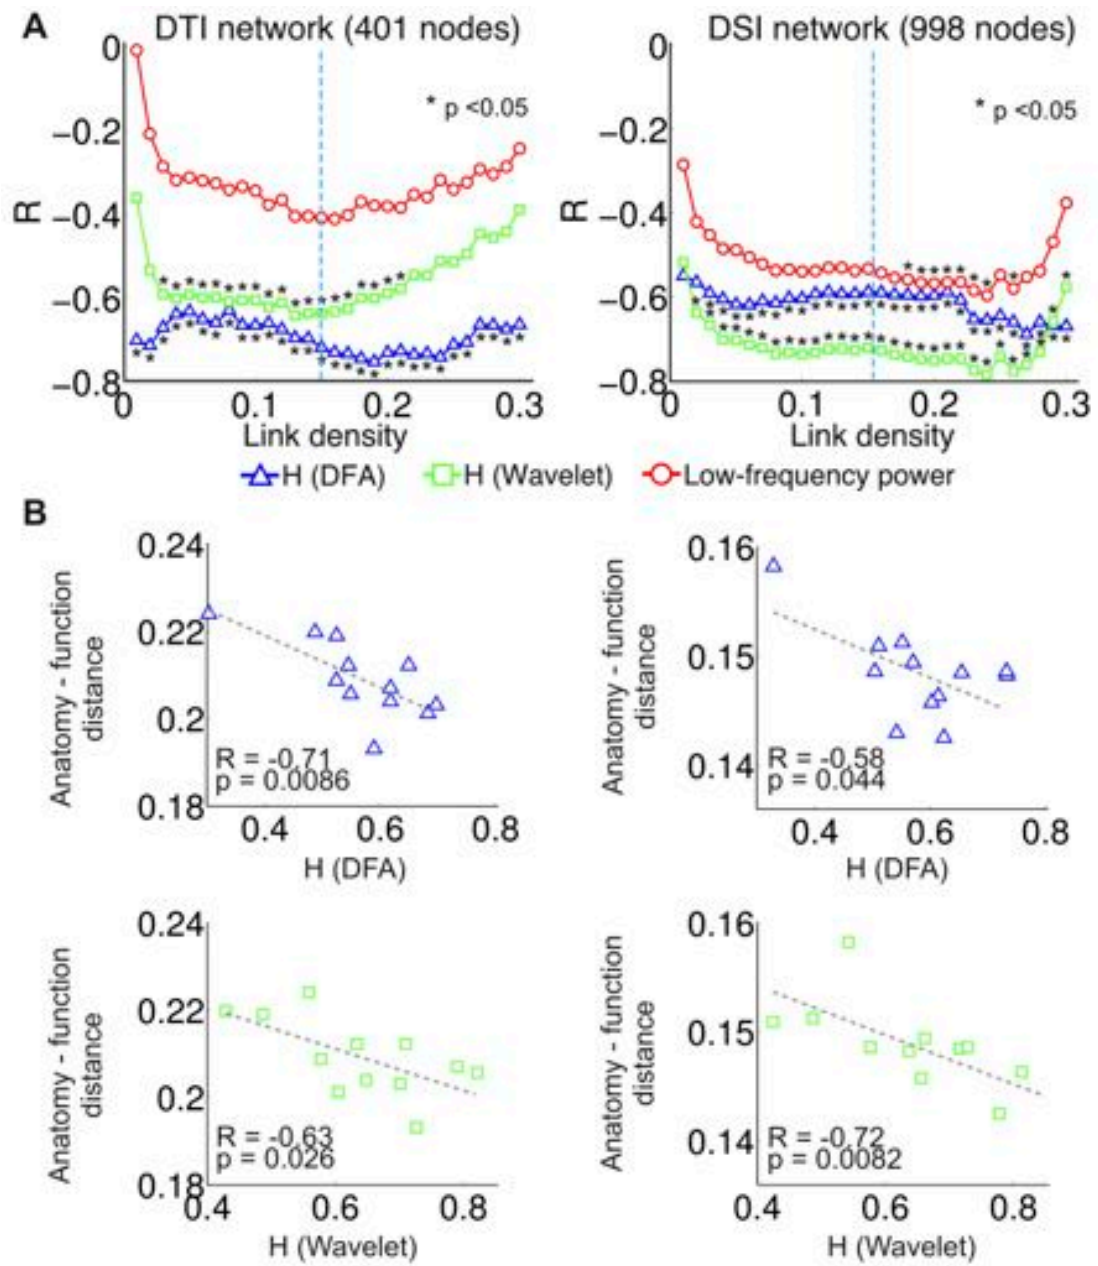 A
DTI network (401 nodes)
DSI network (998 nodes)
0
−0.2
−0.4
−0.6
−0.8
R
* p <0.05
0 0.1 0.2 0.3
Link density
0
−0.2
−0.4
−0.6
−0.8
R
* p <0.05
0 0.1 0.2 0.3
Link density
H (DFA) H (Wavelet) Low-frequency power
B
Anatomy - function
distance
0.24
0.22
0.2
0.18
R = -0.71
p = 0.0086
0.4 0.6 0.8
H (DFA)
Anatomy - function
distance
0.16
0.15
0.14
R = -0.58
p = 0.044
0.4 0.6 0.8
H (DFA)
Anatomy - function
distance
0.24
0.22
0.2
0.18
R = -0.63
p = 0.026
0.4 0.6 0.8
H (Wavelet)
Anatomy - function
distance
0.16
0.15
0.14
R = -0.72
p = 0.0082
0.4 0.6 0.8
H (Wavelet)